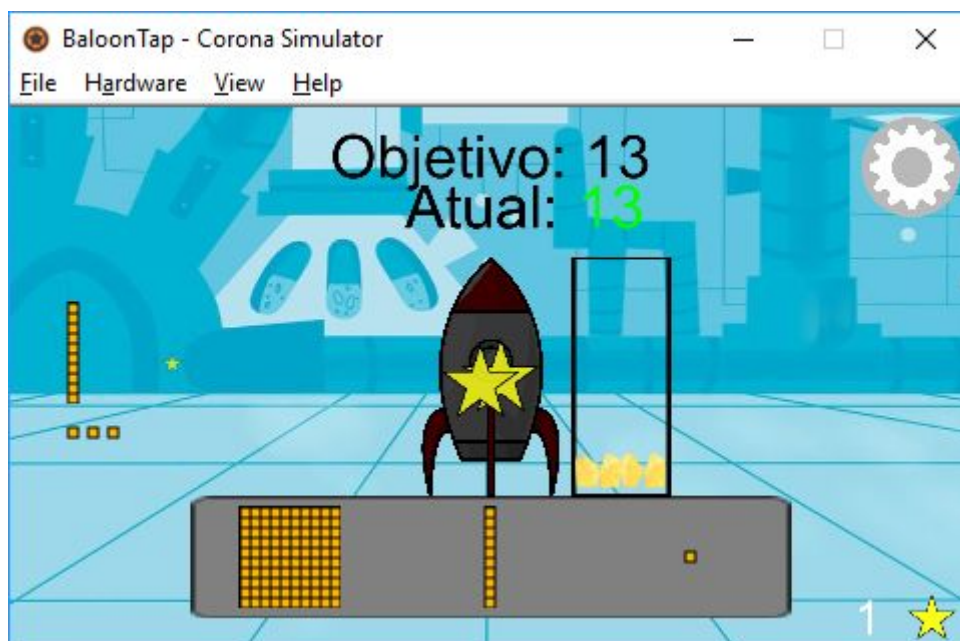 BaloonTap - Corona Simulator
File Hardware View Help
Objetivo: 13
Atual: 13
1